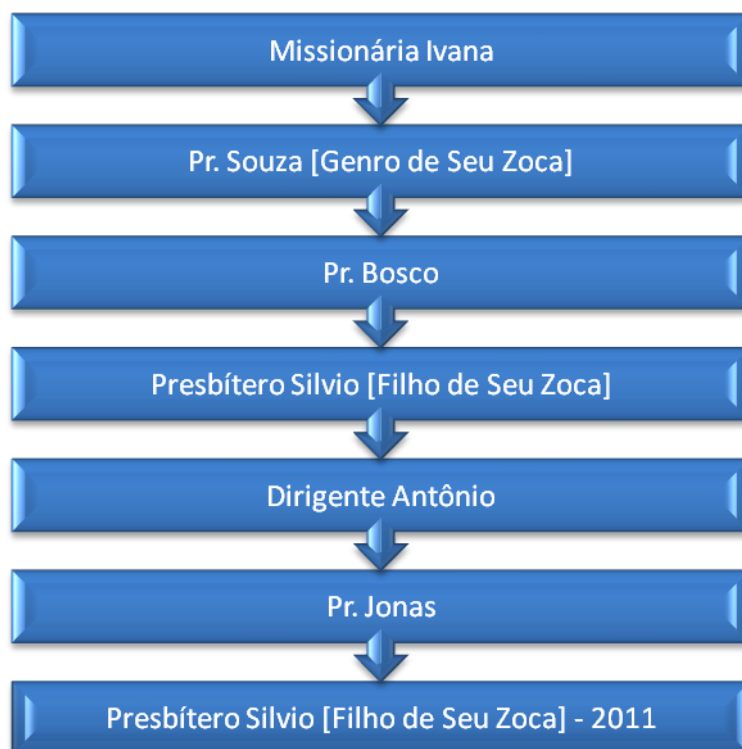 Missionária Ivana
Pr. Souza [Genro de Seu Zoca]
Pr. Bosco
Presbítero Silvio [Filho de Seu Zoca]
Dirigente Antônio
Pr. Jonas
Presbítero Silvio [Filho de Seu Zoca] - 2011